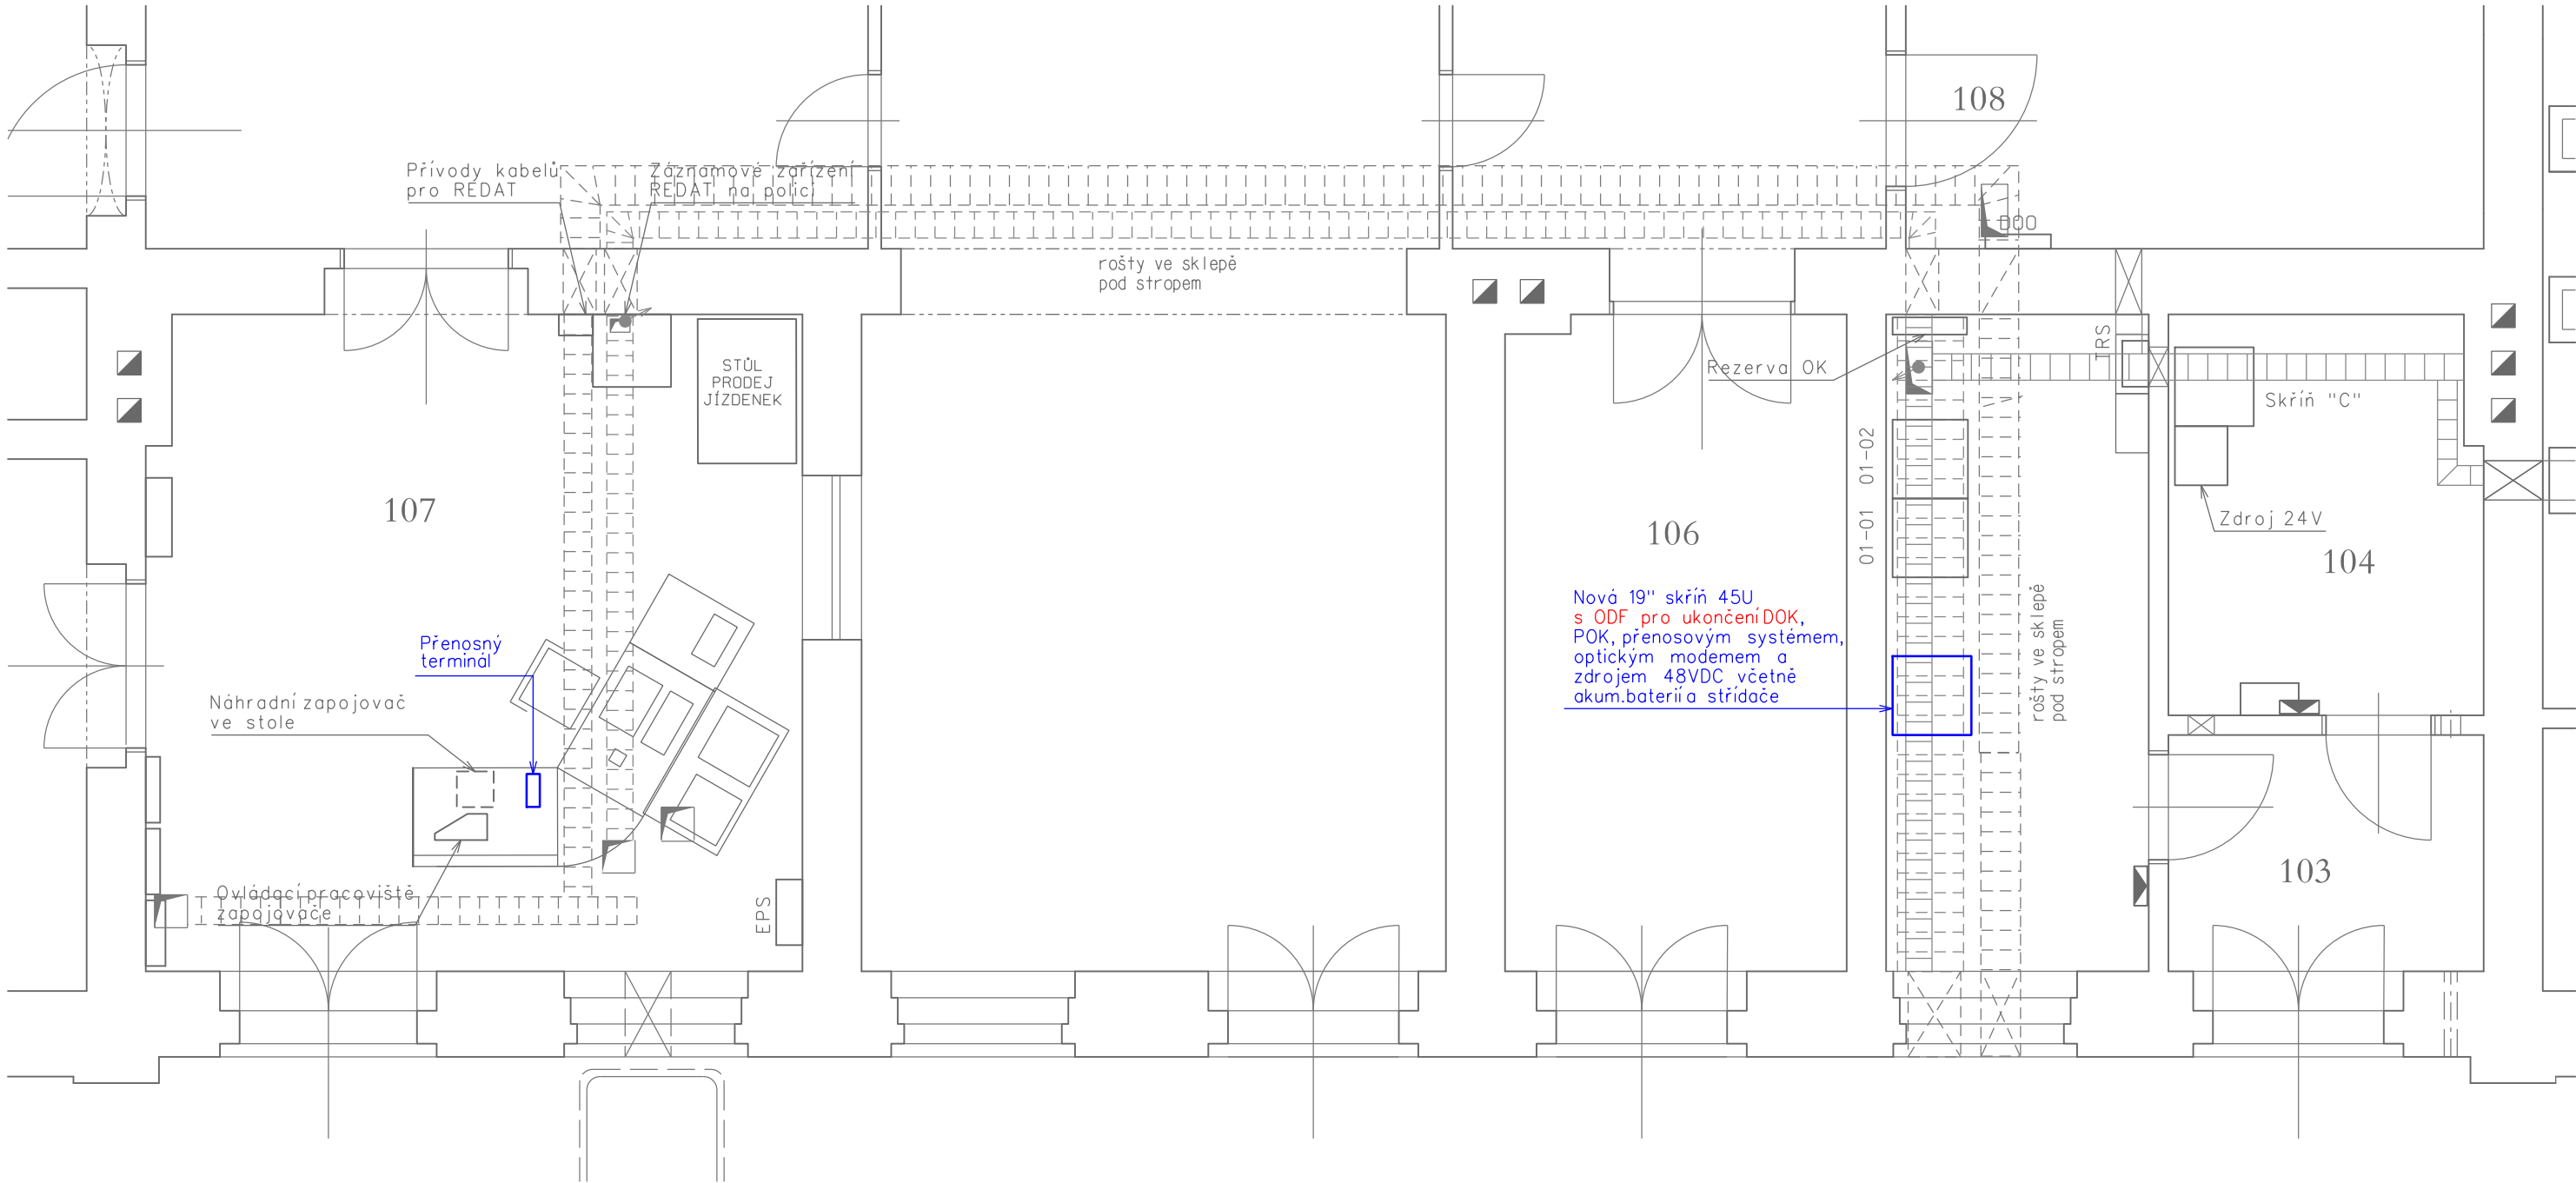 108
Přívody kabelů
pro REDAT
Záznamové zařízení
REDAT na polici
DOO
rošty ve sklepě
pod stropem
STŮL
PRODEJ
JÍZDENEK
Rezerva OK
TRS
Skříň "C"
01-01 01-02
107
106
Zdroj 24V
104
Nová 19" skříň 45U
s ODF pro ukončení DOK,
POK, přenosovým systémem,
optickým modemem a
zdrojem 48VDC včetně
akum.baterií a střídače
rošty ve sklepě
pod stropem
Přenosný
terminál
Náhradní zapojovač
ve stole
Ovládací pracoviště
zapojovače
EPS
103